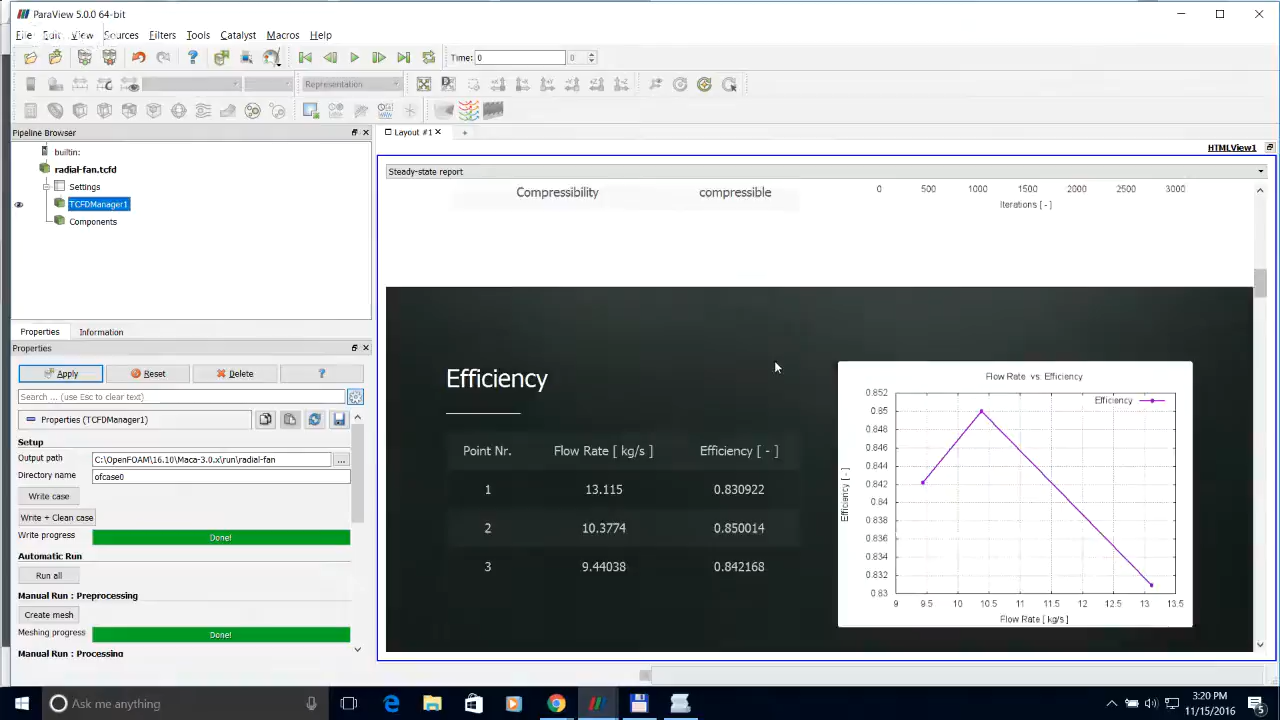 ParaView 5.0.0 64-bit
File Edit View Sources Filters Tools Catalyst Macros Help
Time: 0 0
Representation
Pipeline Browser
Layout #1
builtin:
HTMLView1
radial-fan.tcfd
Steady-state report
Settings
TCFDManager1
Components
Compressibility compressible
0 500 1000 1500 2000 2500 3000
Iterations [ - ]
Properties Information
Properties
Apply Reset Delete ?
Search ... (use Esc to clear text)
Properties (TCFDManager1)
Setup
Output path C:\OpenFOAM\16.10\Maca-3.0.x\run\radial-fan ...
Directory name ofcase0
Write case
Write + Clean case
Write progress Done!
Automatic Run
Run all
Manual Run : Preprocessing
Create mesh
Meshing progress Done!
Manual Run : Processing
Efficiency
Point Nr. Flow Rate [ kg/s ] Efficiency [ - ]
1 13.115 0.830922
2 10.3774 0.850014
3 9.44038 0.842168
Flow Rate vs. Efficiency
Efficiency
0.852
0.85
0.848
0.846
0.844
0.842
0.84
0.838
0.836
0.834
0.832
0.83
Efficiency [ - ]
9 9.5 10 10.5 11 11.5 12 12.5 13 13.5
Flow Rate [ kg/s ]
Ask me anything
3:20 PM
11/15/2016
5